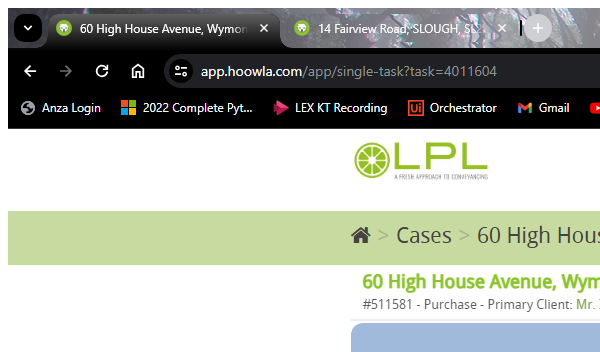 60 High House Avenue, Wymon
14 Fairview Road, SLOUGH, SL
app.hoowla.com/app/single-task?task=4011604
Anza Login
2022 Complete Pyt...
LEX KT Recording
Ui Orchestrator
Gmail
LPL
A FRESH APPROACH TO CONVEYANCING
> Cases > 60 High Hous
60 High House Avenue, Wym
#511581 - Purchase - Primary Client: Mr.